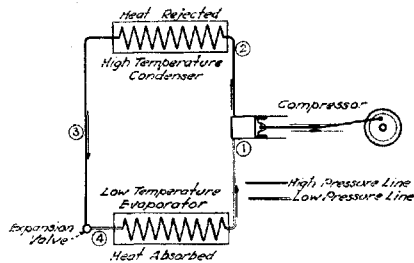 Heat Rejected
②
High Temperature
Condenser
Compressor
③
①
Low Temperature
Evaporator
High Pressure Line
Low Pressure Line
Expansion
Valve
④
Heat Absorbed